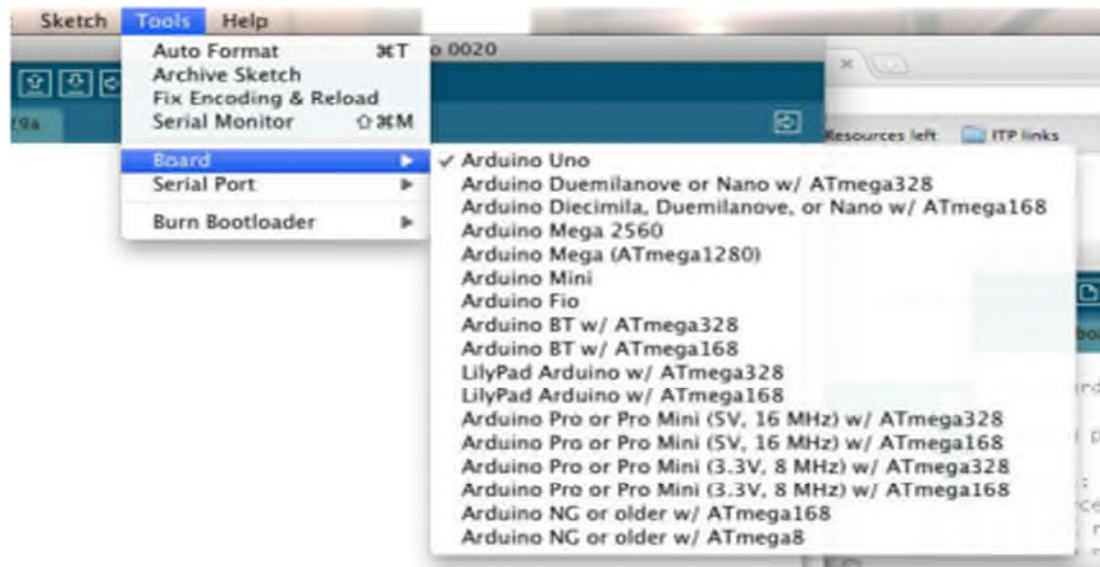 Sketch Tools Help
Auto Format ⌘T
Archive Sketch
Fix Encoding & Reload
Serial Monitor ⇧⌘M
Board
Serial Port
Burn Bootloader
o 0020
19a
Resources left ITP links
✓ Arduino Uno
Arduino Duemilanove or Nano w/ ATmega328
Arduino Diecimila, Duemilanove, or Nano w/ ATmega168
Arduino Mega 2560
Arduino Mega (ATmega1280)
Arduino Mini
Arduino Fio
Arduino BT w/ ATmega328
Arduino BT w/ ATmega168
LilyPad Arduino w/ ATmega328
LilyPad Arduino w/ ATmega168
Arduino Pro or Pro Mini (5V, 16 MHz) w/ ATmega328
Arduino Pro or Pro Mini (5V, 16 MHz) w/ ATmega168
Arduino Pro or Pro Mini (3.3V, 8 MHz) w/ ATmega328
Arduino Pro or Pro Mini (3.3V, 8 MHz) w/ ATmega168
Arduino NG or older w/ ATmega168
Arduino NG or older w/ ATmega8